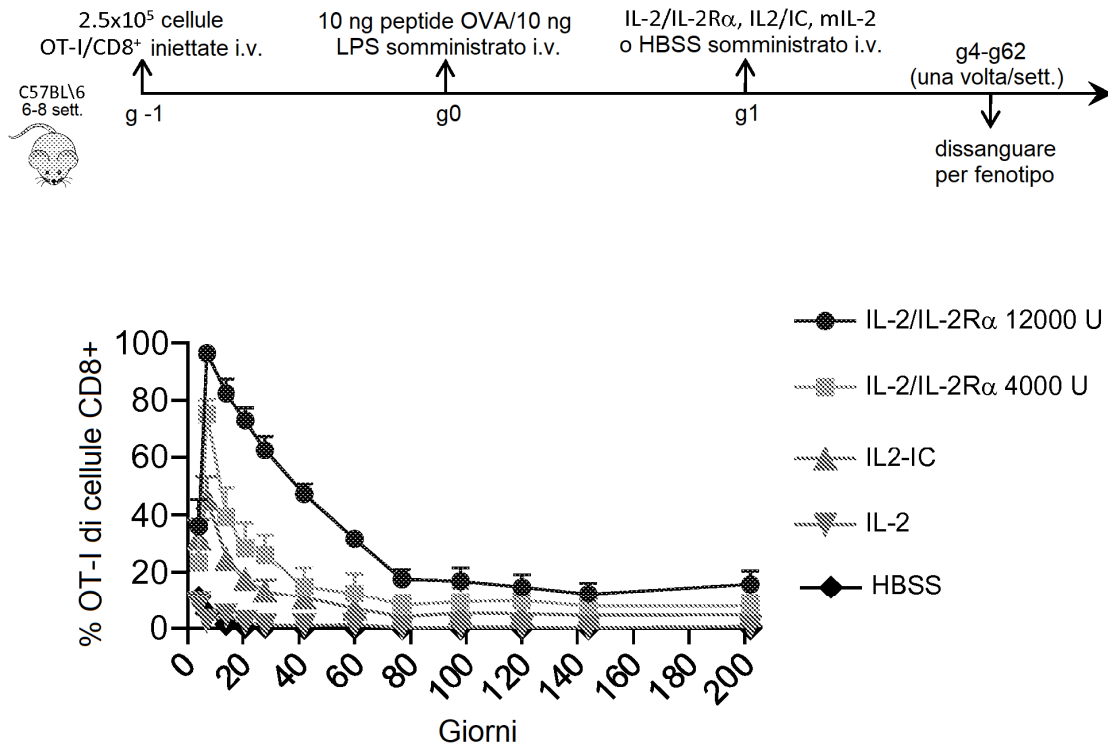 2.5x10⁵ cellule
OT-I/CD8⁺ iniettate i.v.
10 ng peptide OVA/10 ng
LPS somministrato i.v.
IL-2/IL-2Rα, IL2/IC, mIL-2
o HBSS somministrato i.v.
g4-g62
(una volta/sett.)
C57BL\6
6-8 sett.
g -1
g0
g1
dissanguare
per fenotipo
% OT-I di cellule CD8+
100
80
60
40
20
0
0
20
40
60
80
100
120
140
160
180
200
Giorni
IL-2/IL-2Rα 12000 U
IL-2/IL-2Rα 4000 U
IL2-IC
IL-2
HBSS